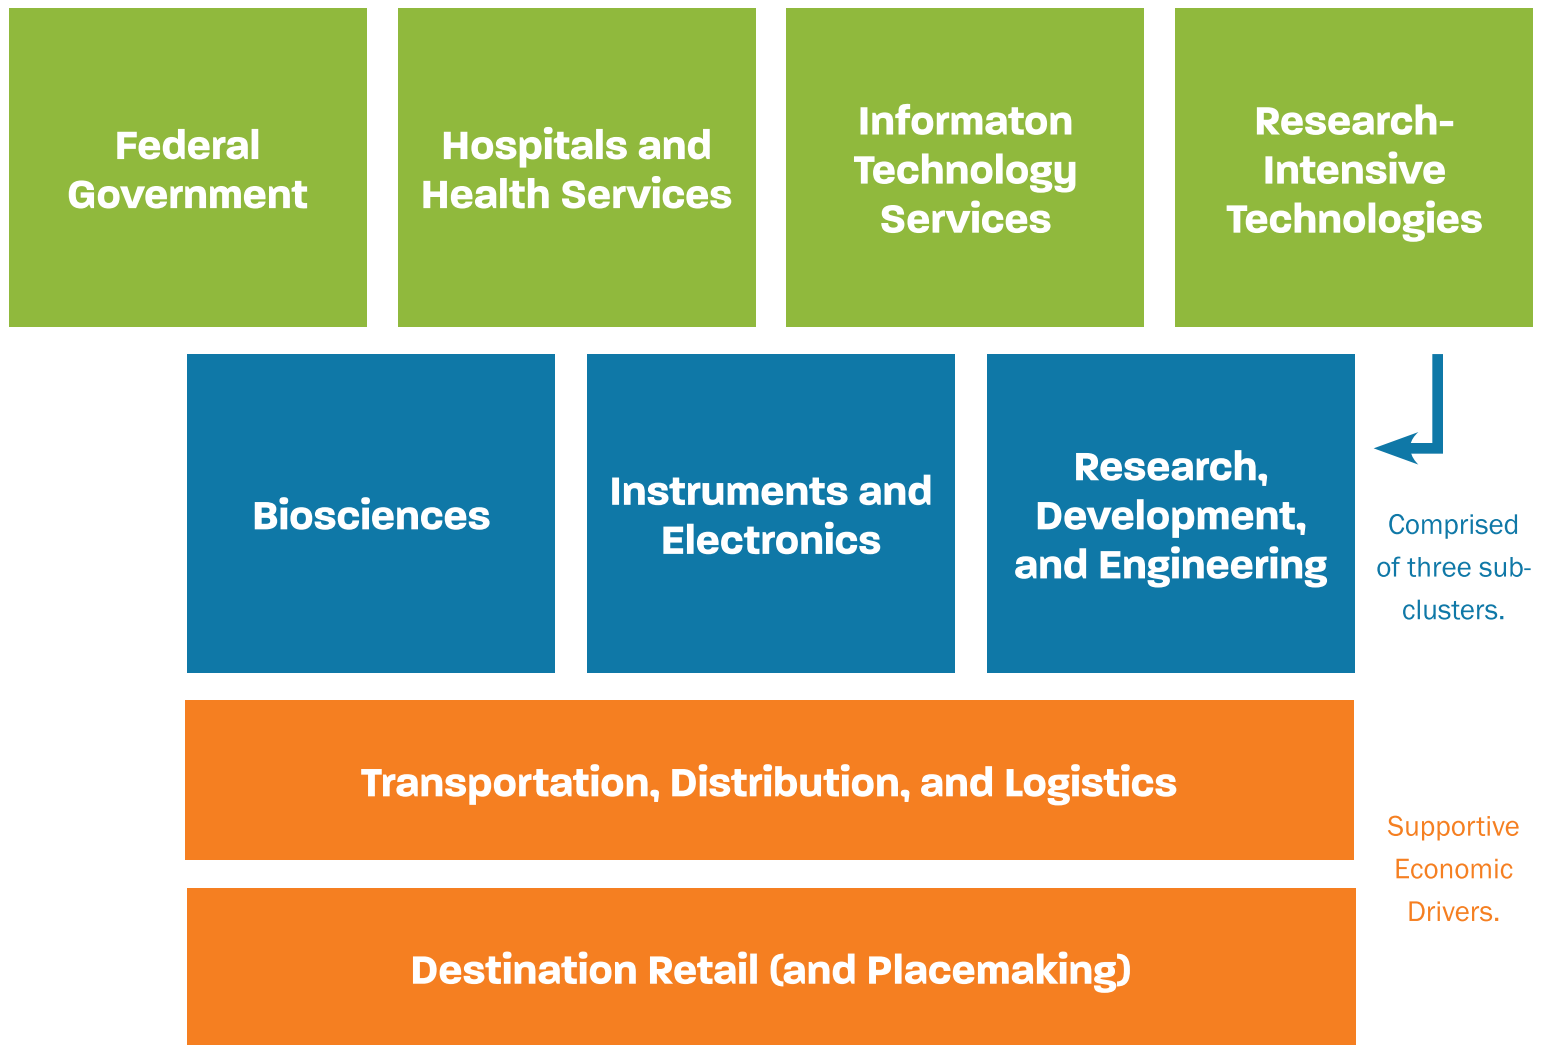 Federal
Government
Hospitals and
Health Services
Informaton
Technology
Services
Research-
Intensive
Technologies
Biosciences
Instruments and
Electronics
Research,
Development,
and Engineering
Comprised
of three sub-
clusters.
Transportation, Distribution, and Logistics
Supportive
Economic
Drivers.
Destination Retail (and Placemaking)